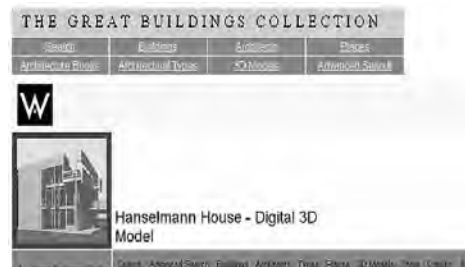 THE GREAT BUILDINGS COLLECTION
Search Buildings Architects Places
Architecture Books Architectural Types 3D Models Advanced Search
W
Hanselmann House - Digital 3D
Model